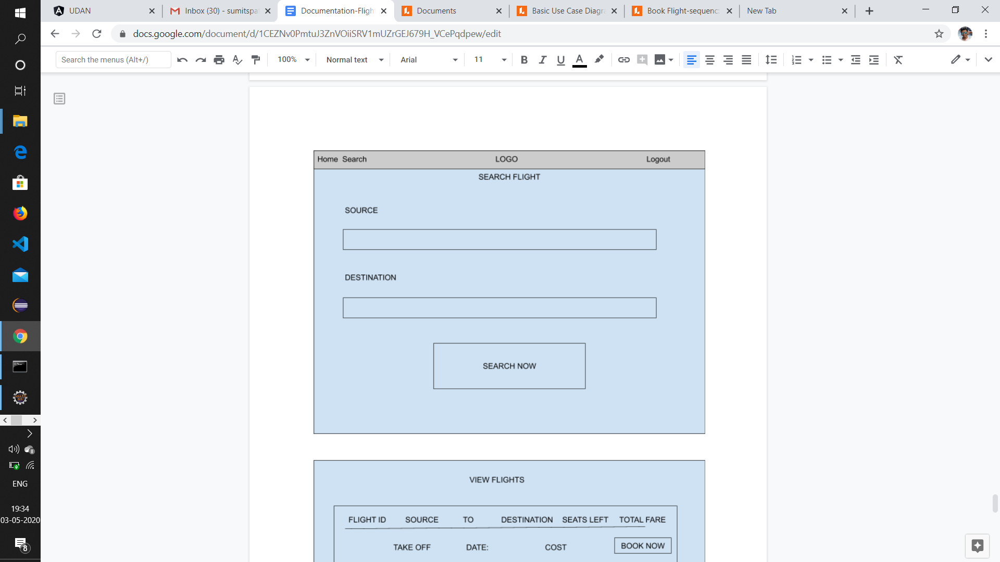 UDAN
Inbox (30) - sumitspa
Documentation-Fligh
Documents
Basic Use Case Diagra
Book Flight-sequenc
New Tab
docs.google.com/document/d/1CEZNv0PmtuJ3ZnVOiiSRV1mUZrGEJ679H_VCePqdpew/edit
Search the menus (Alt+/)
100%
Normal text
Arial
11
Home Search LOGO Logout
SEARCH FLIGHT
SOURCE
DESTINATION
SEARCH NOW
VIEW FLIGHTS
FLIGHT ID SOURCE TO DESTINATION SEATS LEFT TOTAL FARE
TAKE OFF DATE: COST BOOK NOW
ENG
19:34
03-05-2020
8